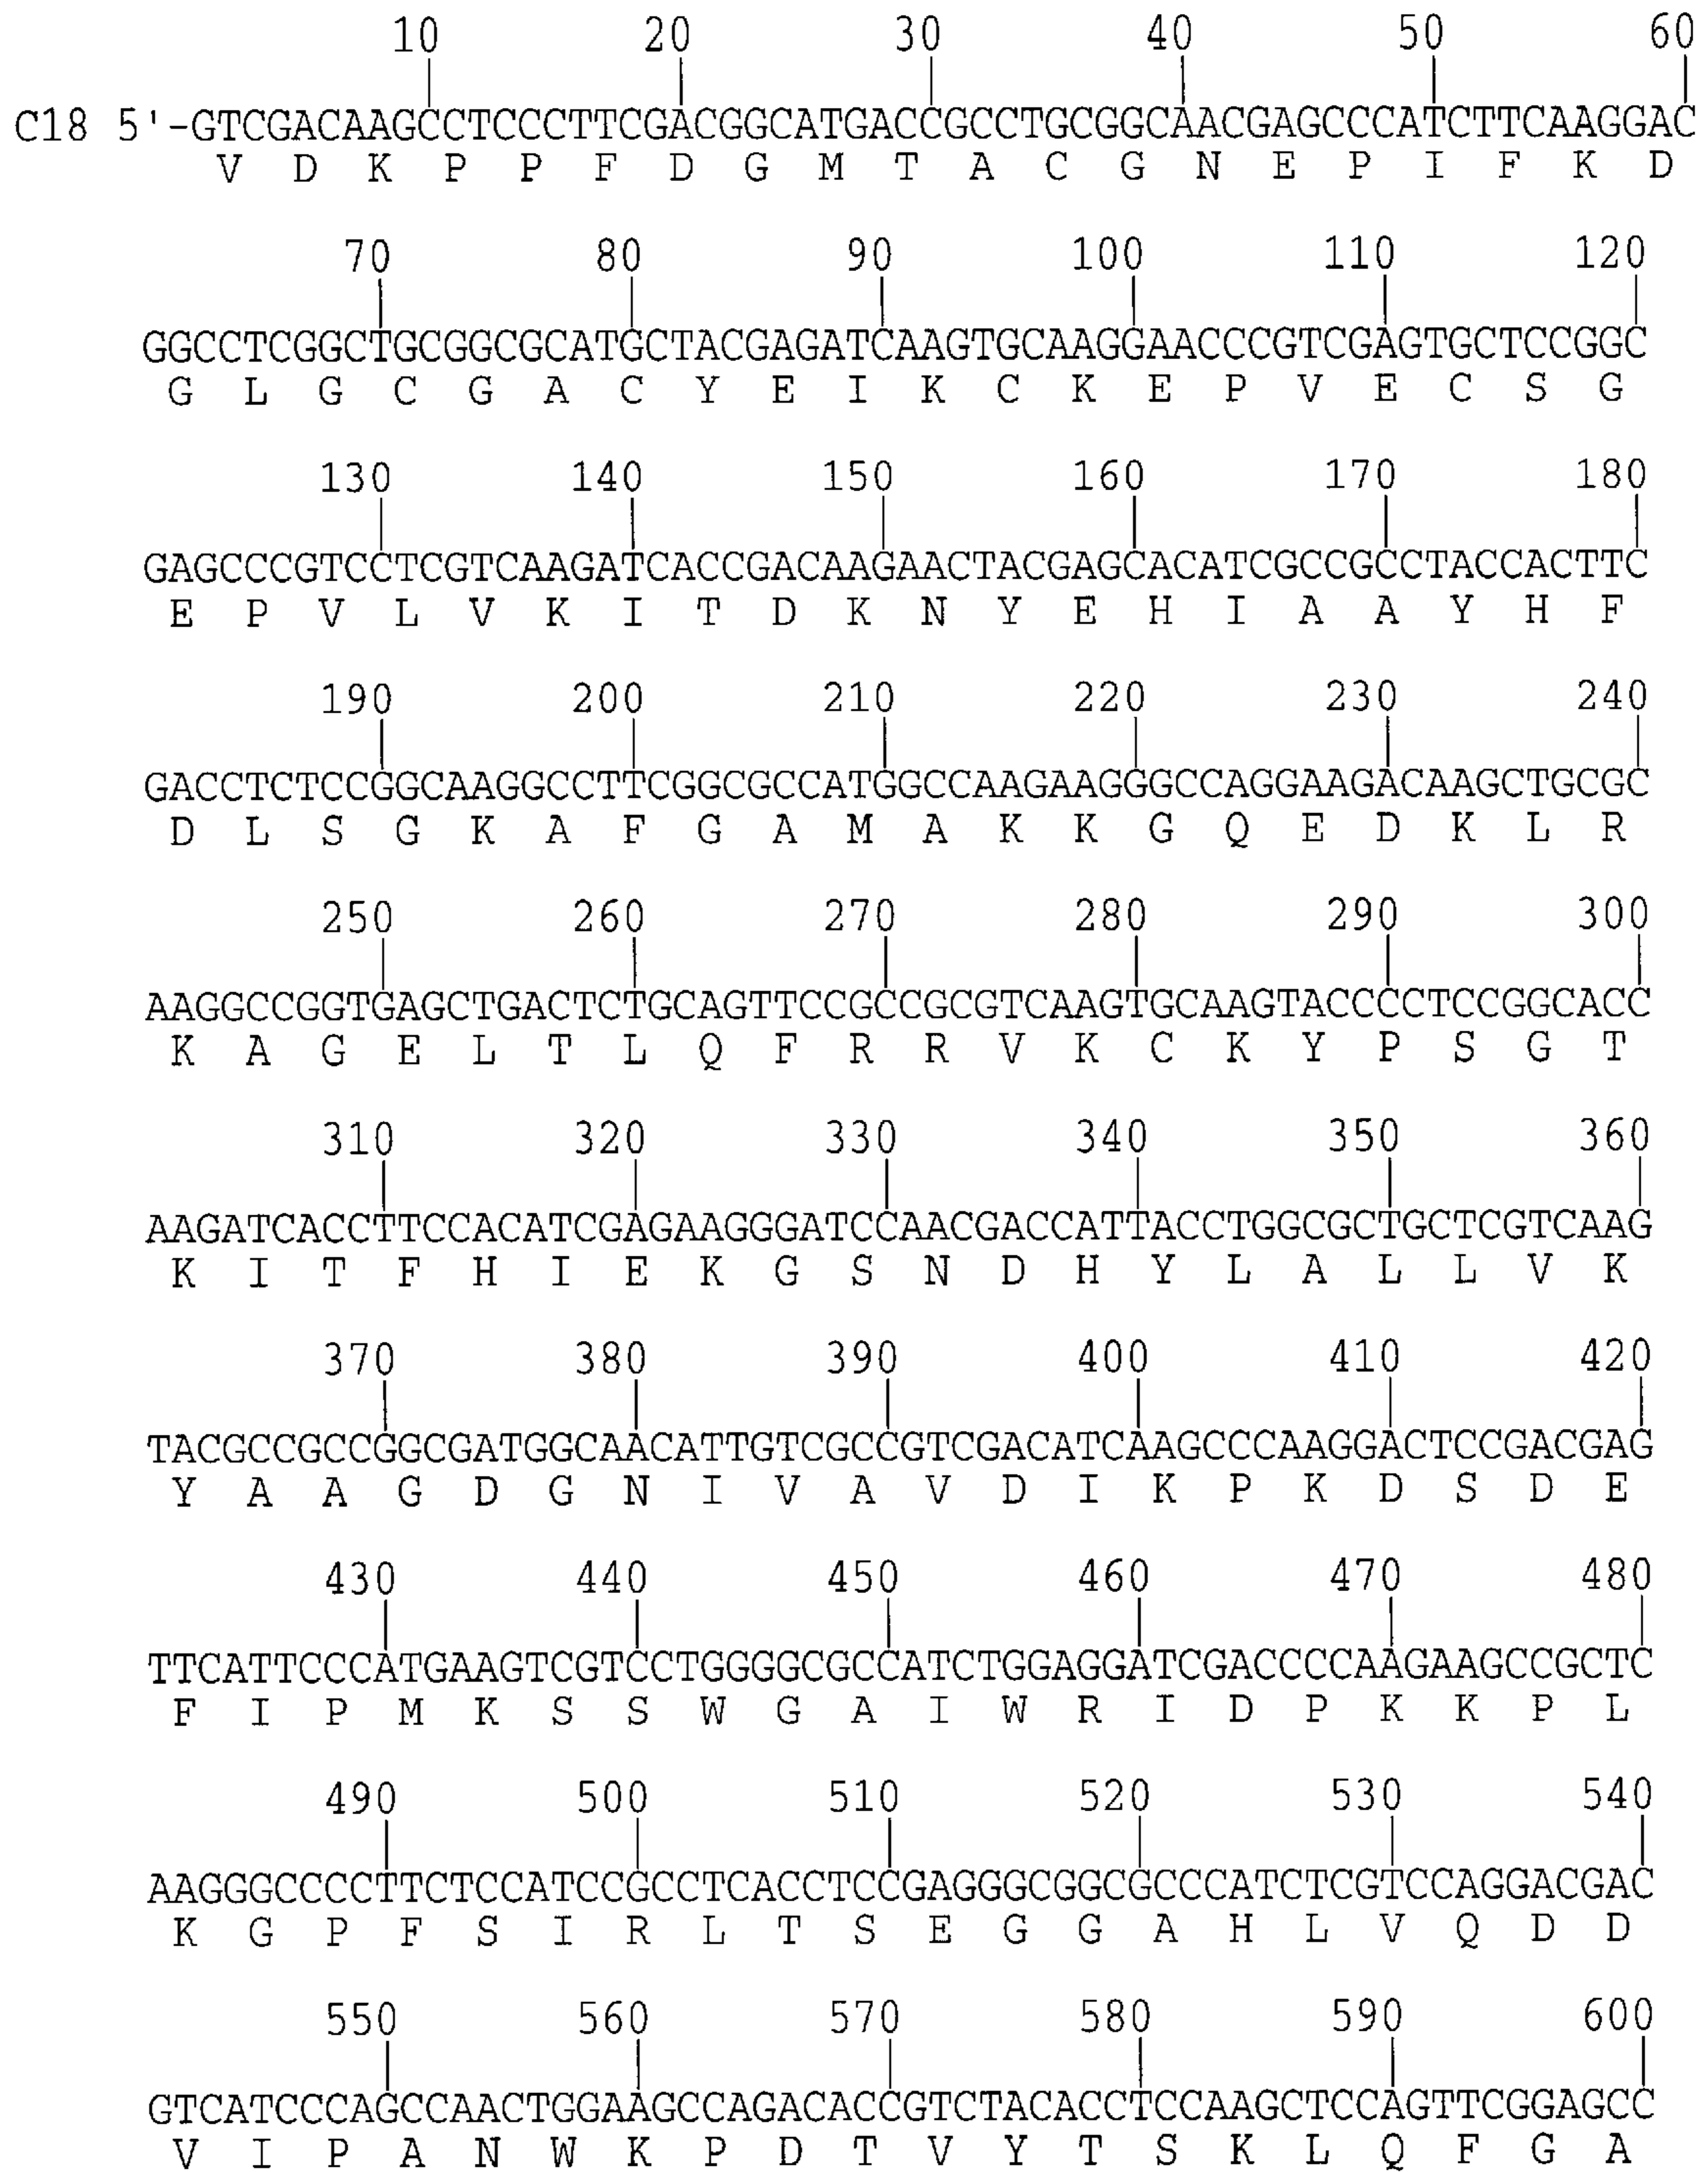 10 20 30 40 50 60
C18 5'-GTCGACAAGCCTCCCTTCGACGGCATGACCGCCTGCGGCAACGAGCCCATCTTCAAGGAC
V D K P P F D G M T A C G N E P I F K D
70 80 90 100 110 120
GGCCTCGGCTGCGGCGCATGCTACGAGATCAAGTGCAAGGAACCCGTCGAGTGCTCCGGC
G L G C G A C Y E I K C K E P V E C S G
130 140 150 160 170 180
GAGCCCGTCCTCGTCAAGATCACCGACAAGAACTACGAGCACATCGCCGCCTACCACTTC
E P V L V K I T D K N Y E H I A A Y H F
190 200 210 220 230 240
GACCTCTCCGGCAAGGCCTTCGGCGCCATGGCCAAGAAGGGCCAGGAAGACAAGCTGCGC
D L S G K A F G A M A K K G Q E D K L R
250 260 270 280 290 300
AAGGCCGGTGAGCTGACTCTGCAGTTCCGCCGCGTCAAGTGCAAGTACCCCTCCGGCACC
K A G E L T L Q F R R V K C K Y P S G T
310 320 330 340 350 360
AAGATCACCTTCCACATCGAGAAGGGATCCAACGACCATTACCTGGCGCTGCTCGTCAAG
K I T F H I E K G S N D H Y L A L L V K
370 380 390 400 410 420
TACGCCGCCGGCGATGGCAACATTGTCGCCGTCGACATCAAGCCCAAGGACTCCGACGAG
Y A A G D G N I V A V D I K P K D S D E
430 440 450 460 470 480
TTCATTCCCATGAAGTCGTCCTGGGGCGCCATCTGGAGGATCGACCCCAAGAAGCCGCTC
F I P M K S S W G A I W R I D P K K P L
490 500 510 520 530 540
AAGGGCCCCTTCTCCATCCGCCTCACCTCCGAGGGCGGCGCCCATCTCGTCCAGGACGAC
K G P F S I R L T S E G G A H L V Q D D
550 560 570 580 590 600
GTCATCCCAGCCAACTGGAAGCCAGACACCGTCTACACCTCCAAGCTCCAGTTCGGAGCC
V I P A N W K P D T V Y T S K L Q F G A